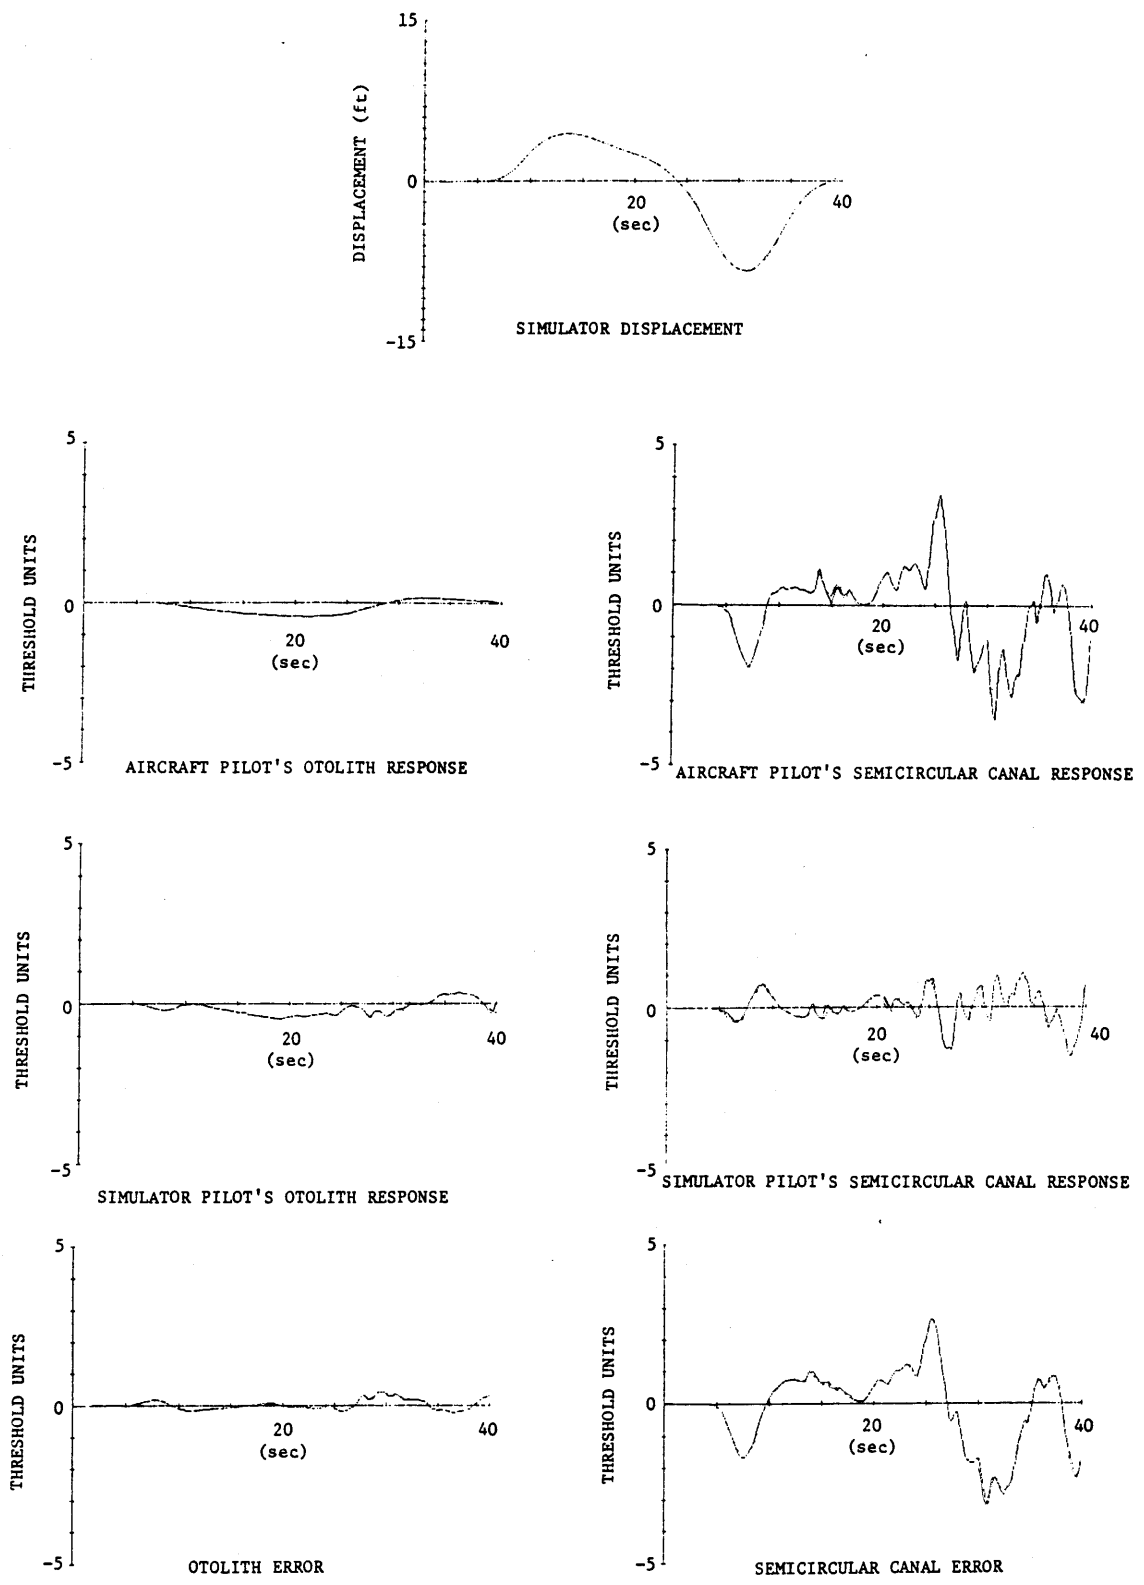 15
DISPLACEMENT (ft)
0
20
(sec)
40
-15
SIMULATOR DISPLACEMENT
5
THRESHOLD UNITS
0
20
(sec)
40
-5
AIRCRAFT PILOT'S OTOLITH RESPONSE
5
THRESHOLD UNITS
0
20
(sec)
40
-5
AIRCRAFT PILOT'S SEMICIRCULAR CANAL RESPONSE
5
THRESHOLD UNITS
0
20
(sec)
40
-5
SIMULATOR PILOT'S OTOLITH RESPONSE
5
THRESHOLD UNITS
0
20
(sec)
40
-5
SIMULATOR PILOT'S SEMICIRCULAR CANAL RESPONSE
5
THRESHOLD UNITS
0
20
(sec)
40
-5
OTOLITH ERROR
5
THRESHOLD UNITS
0
20
(sec)
40
-5
SEMICIRCULAR CANAL ERROR